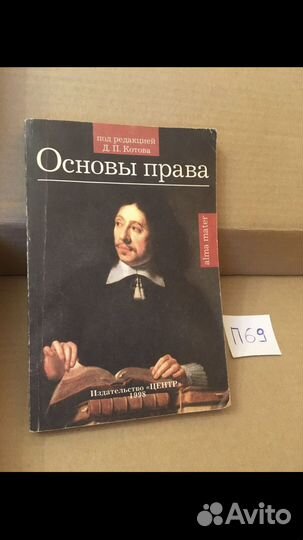 под редакцией
Д. П. Котова
Основы права
alma mater
П69
Издательство «ЦЕНТР»
1998
Avito